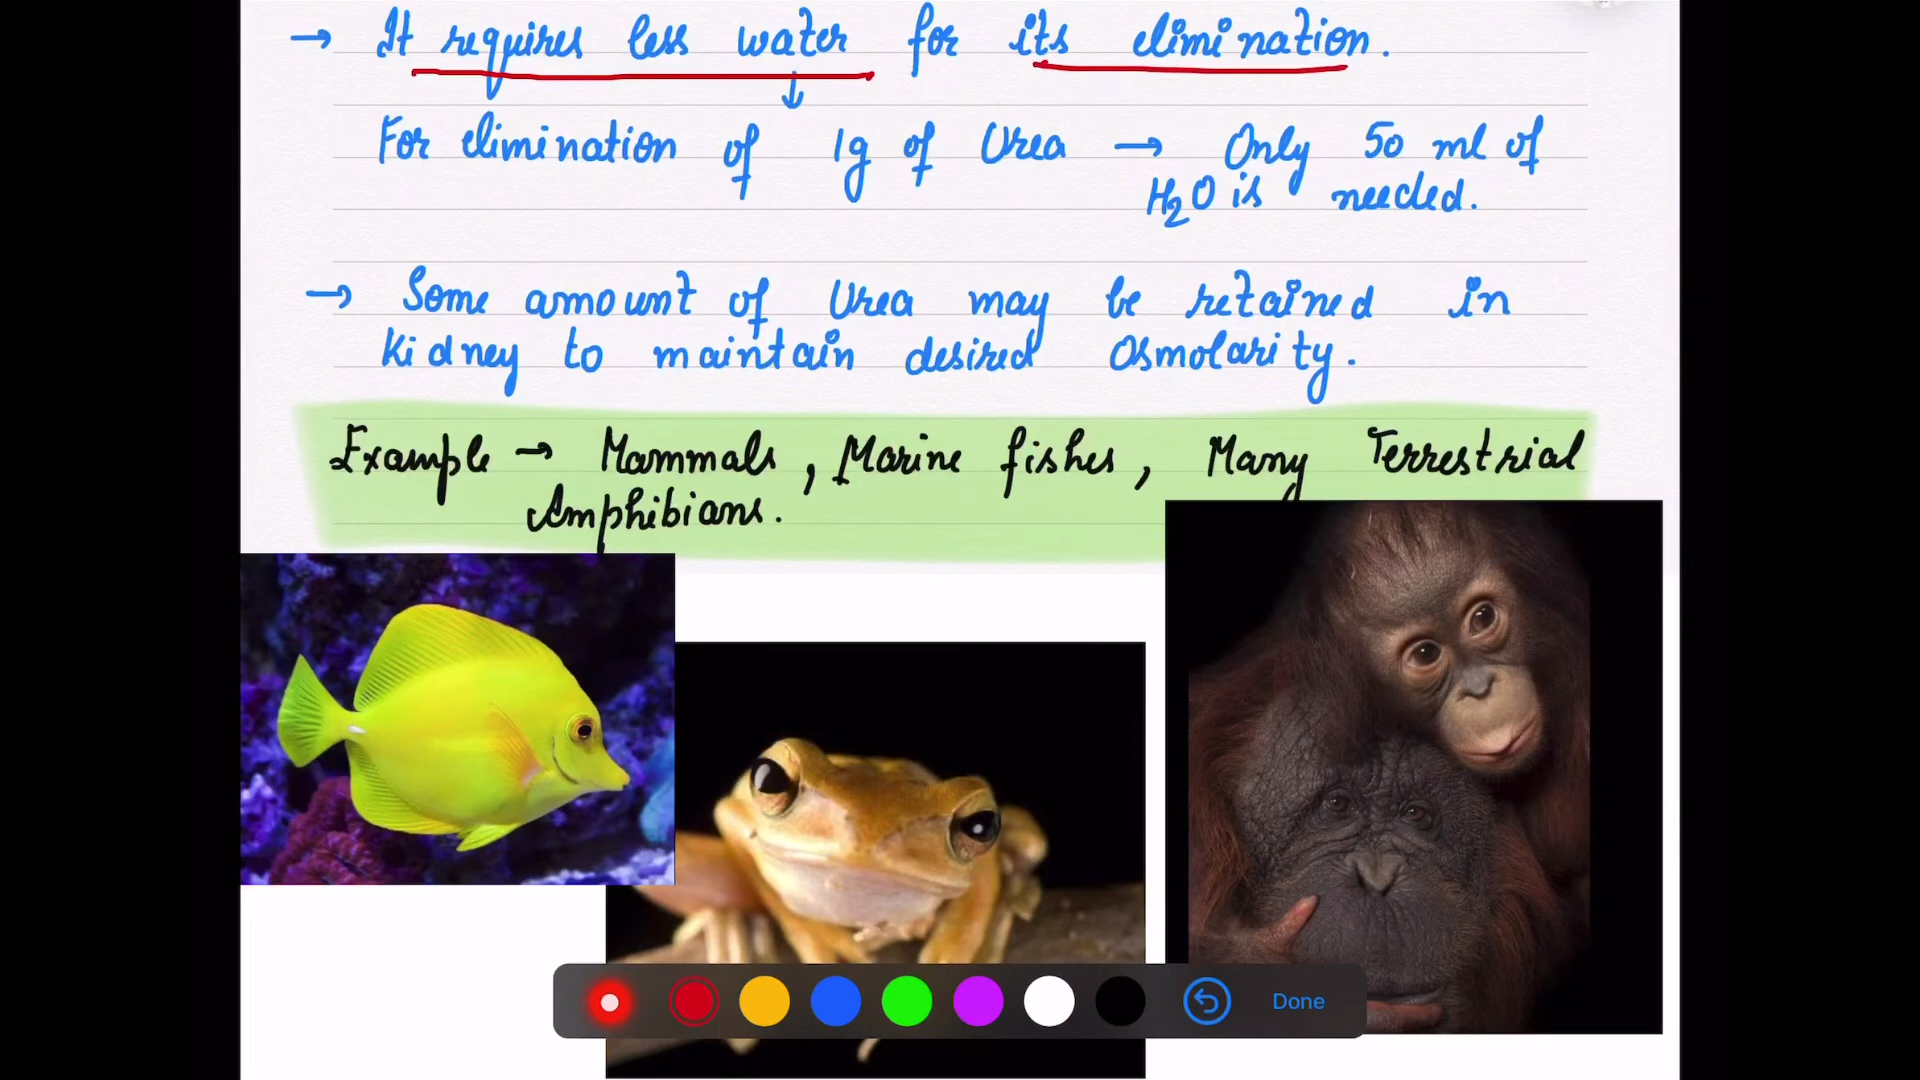 → It requires less water for its elimination.
↓
For elimination of 1g of Urea → Only 50 ml of
H₂O is needed.
→ Some amount of Urea may be retained in
Kidney to maintain desired Osmolarity.
Example → Mammals, Marine fishes, Many Terrestrial
Amphibians.
Done